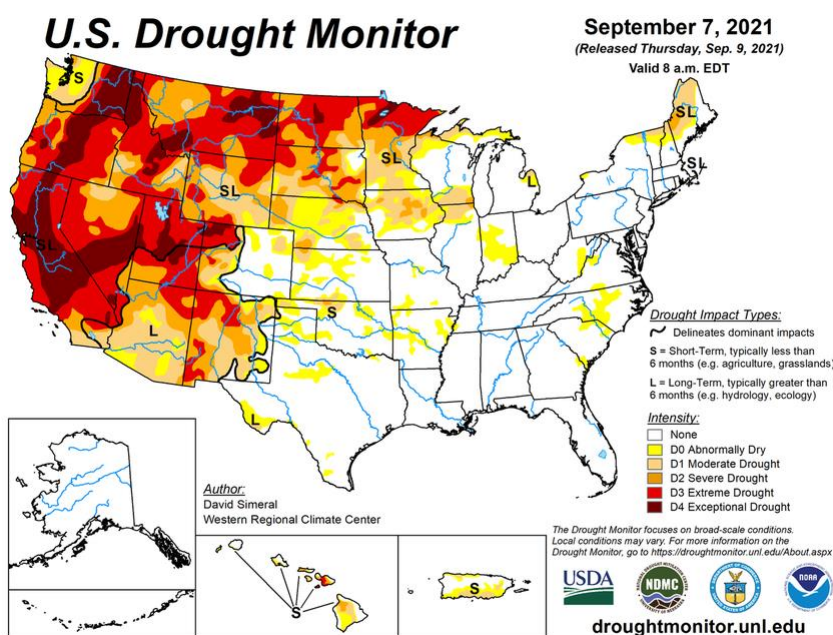 U.S. Drought Monitor
September 7, 2021
(Released Thursday, Sep. 9, 2021)
Valid 8 a.m. EDT
S
SL
SL
SL
L
SL
SL
L
S
L
Drought Impact Types:
Delineates dominant impacts
S = Short-Term, typically less than
6 months (e.g. agriculture, grasslands)
L = Long-Term, typically greater than
6 months (e.g. hydrology, ecology)
Intensity:
None
D0 Abnormally Dry
D1 Moderate Drought
D2 Severe Drought
D3 Extreme Drought
D4 Exceptional Drought
Author:
David Simeral
Western Regional Climate Center
S
S
The Drought Monitor focuses on broad-scale conditions.
Local conditions may vary. For more information on the
Drought Monitor, go to https://droughtmonitor.unl.edu/About.aspx
USDA
NDMC
NOAA
droughtmonitor.unl.edu